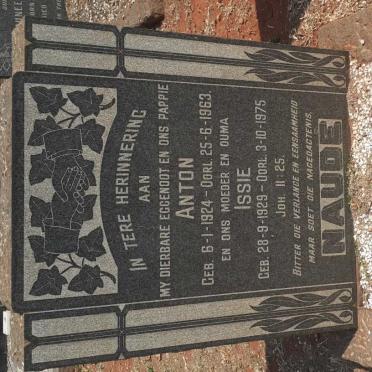 IN TERE HERINNERING
AAN
MY DIERBARE EGGENOOT EN ONS PAPPIE
ANTON
GEB. 6-1-1924 – OORL. 25-6-1963.
EN ONS MOEDER EN OUMA
ISSIE
GEB. 28-9-1929 – OORL. 3-10-1975
JOH. 11:25.
BITTER DIE VERLANGE EN EENSAAMHEID
MAAR SOET DIE NAGEDAGTENIS.
NAUDE